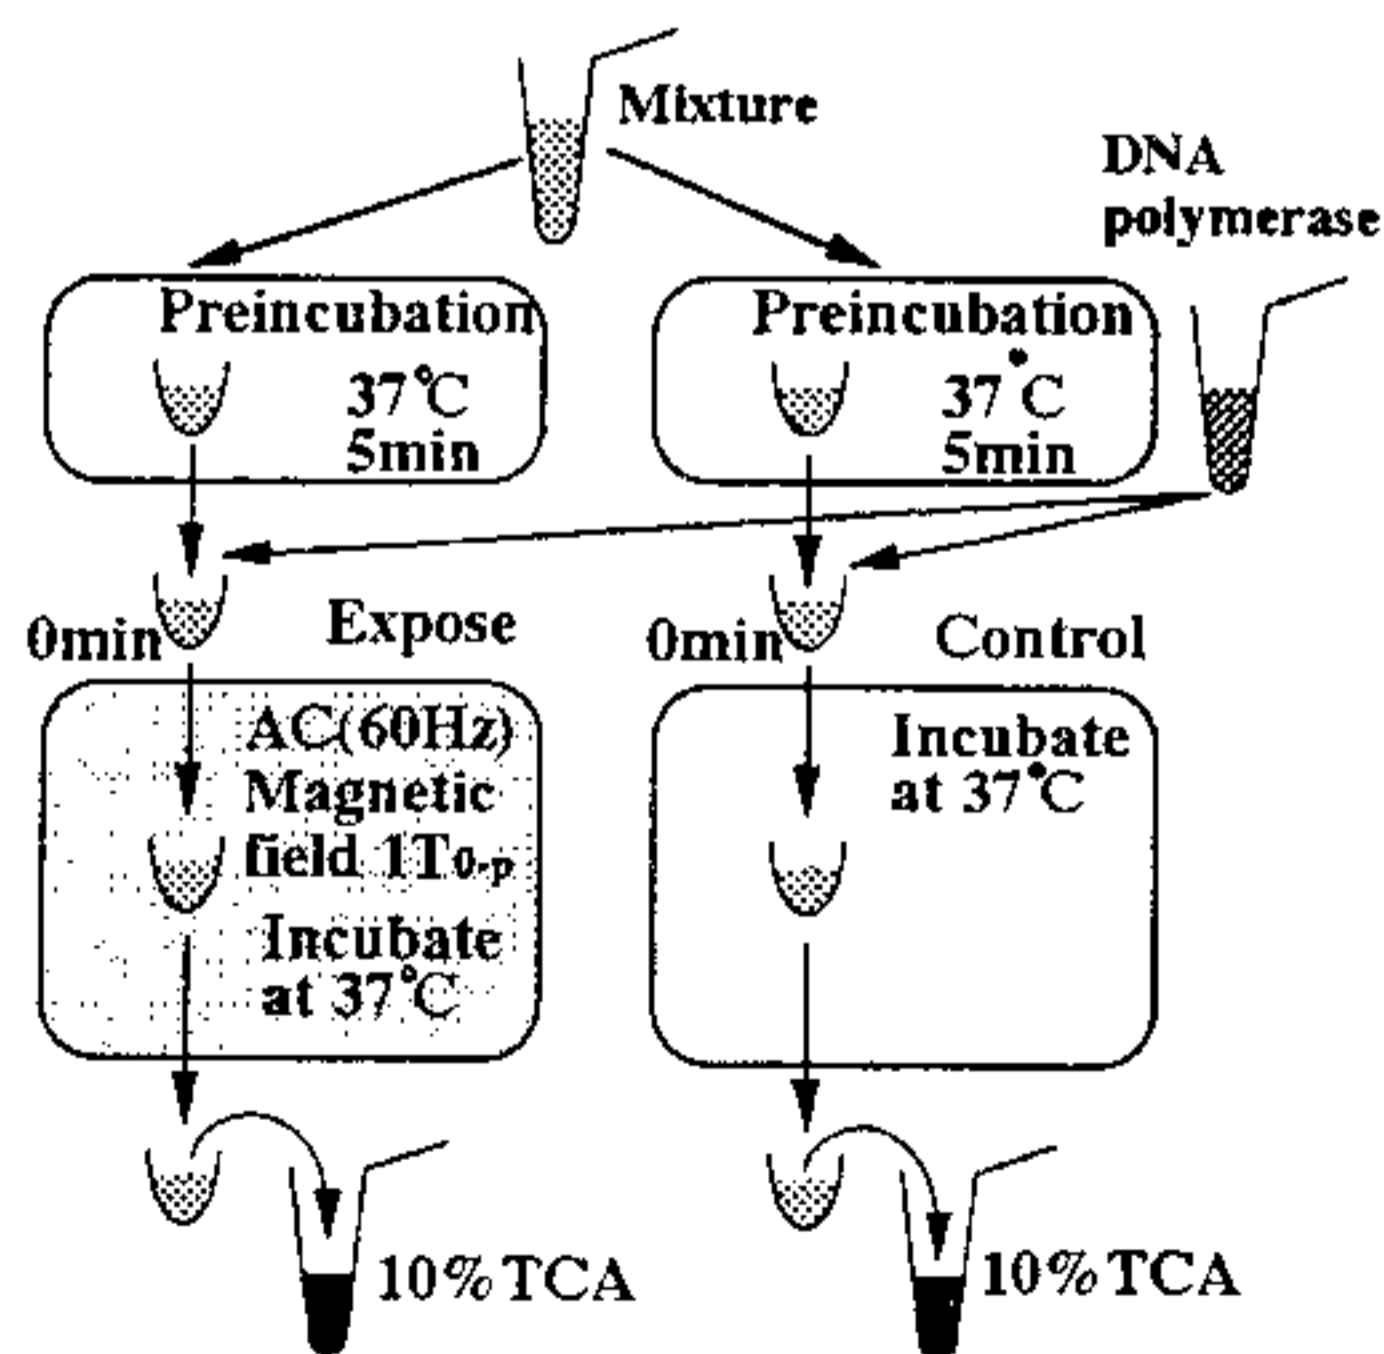 Mixture
DNA
polymerase
Preincubation
37°C
5min
Preincubation
37°C
5min
0min
Expose
0min
Control
AC(60Hz)
Magnetic
field 1T0-p
Incubate
at 37°C
Incubate
at 37°C
10%TCA
10%TCA